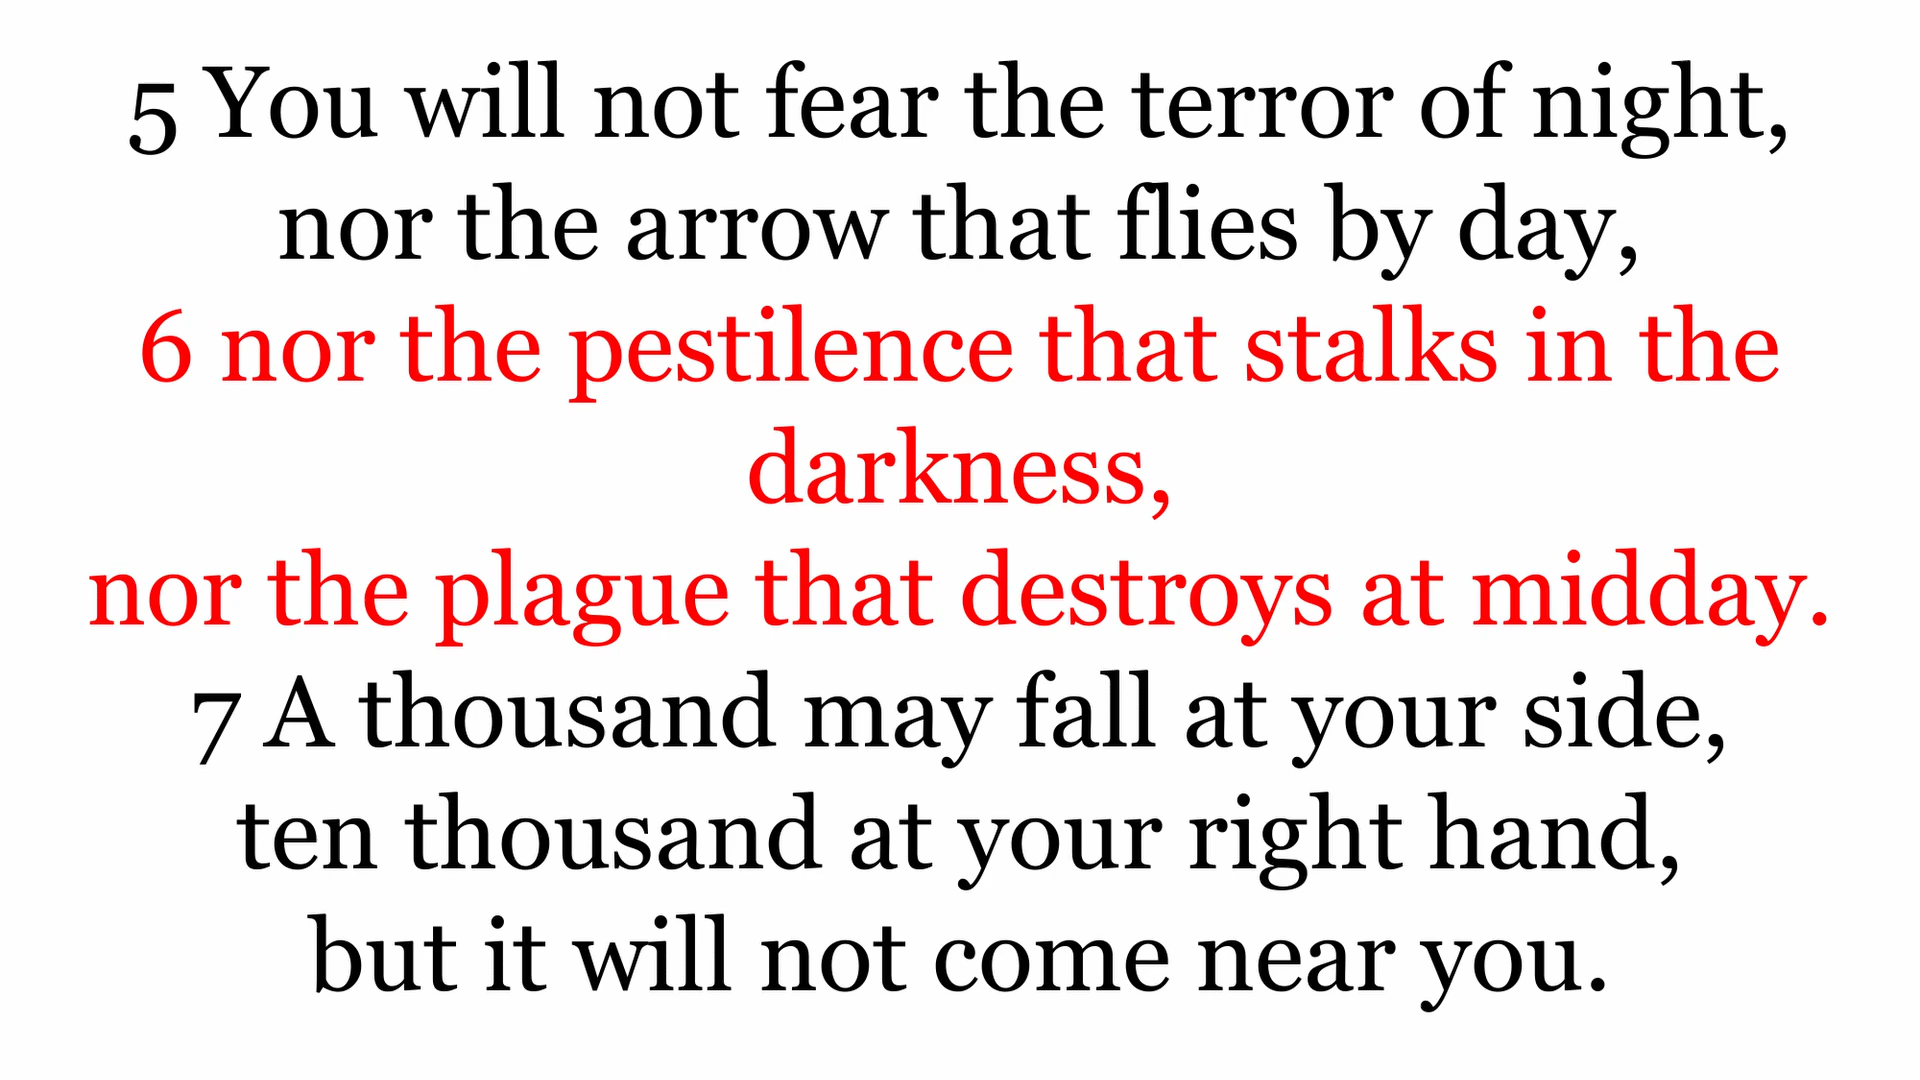 5 You will not fear the terror of night,
nor the arrow that flies by day,
6 nor the pestilence that stalks in the
darkness,
nor the plague that destroys at midday.
7 A thousand may fall at your side,
ten thousand at your right hand,
but it will not come near you.